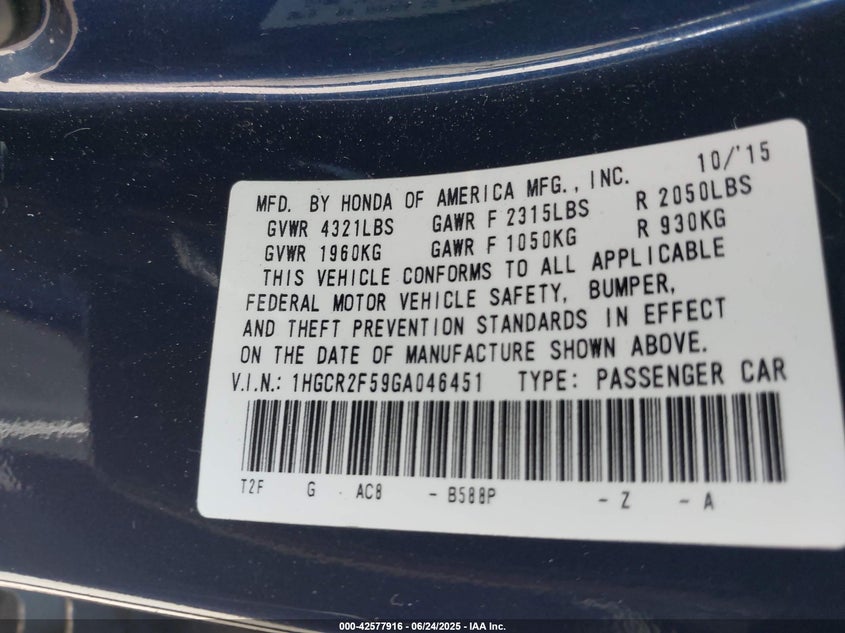 10/'15
MFD. BY HONDA OF AMERICA MFG., INC.
GVWR 4321LBS GAWR F 2315LBS R 2050LBS
GVWR 1960KG GAWR F 1050KG R 930KG
THIS VEHICLE CONFORMS TO ALL APPLICABLE
FEDERAL MOTOR VEHICLE SAFETY, BUMPER,
AND THEFT PREVENTION STANDARDS IN EFFECT
ON THE DATE OF MANUFACTURE SHOWN ABOVE.
V.I.N.: 1HGCR2F59GA046451 TYPE: PASSENGER CAR
T2F G AC8 - B588P - Z - A
000-42577916 - 06/24/2025 - IAA Inc.